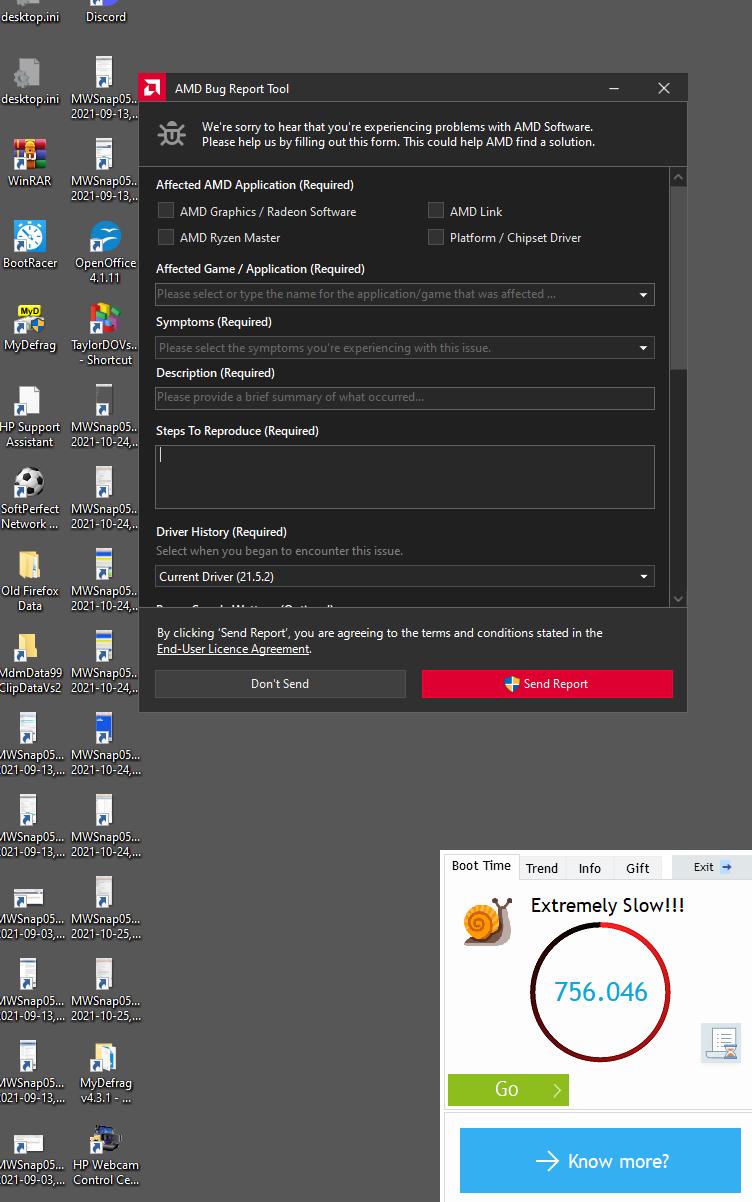 desktop.ini
Discord
desktop.ini
MWSnap05...
2021-09-13,...
WinRAR
MWSnap05...
2021-09-13,...
BootRacer
OpenOffice
4.1.11
MyD
MyDefrag
TaylorDOVs...
- Shortcut
HP Support
Assistant
MWSnap05...
2021-10-24,...
SoftPerfect
Network ...
MWSnap05...
2021-10-24,...
Old Firefox
Data
MWSnap05...
2021-10-24,...
MdmData99
ClipDataVs2
MWSnap05...
2021-10-24,...
MWSnap05...
2021-09-13,...
MWSnap05...
2021-10-24,...
MWSnap05...
2021-09-13,...
MWSnap05...
2021-10-24,...
MWSnap05...
2021-09-03,...
MWSnap05...
2021-10-25,...
MWSnap05...
2021-09-13,...
MWSnap05...
2021-10-25,...
MWSnap05...
2021-09-13,...
MyDefrag
v4.3.1 - ...
MWSnap05...
2021-09-03,...
HP Webcam
Control Ce...
AMD Bug Report Tool
We're sorry to hear that you're experiencing problems with AMD Software.
Please help us by filling out this form. This could help AMD find a solution.
Affected AMD Application (Required)
AMD Graphics / Radeon Software
AMD Link
AMD Ryzen Master
Platform / Chipset Driver
Affected Game / Application (Required)
Please select or type the name for the application/game that was affected ...
Symptoms (Required)
Please select the symptoms you're experiencing with this issue.
Description (Required)
Please provide a brief summary of what occurred...
Steps To Reproduce (Required)
Driver History (Required)
Select when you began to encounter this issue.
Current Driver (21.5.2)
By clicking 'Send Report', you are agreeing to the terms and conditions stated in the
End-User Licence Agreement.
Don't Send
Send Report
Boot Time
Trend
Info
Gift
Exit
Extremely Slow!!!
756.046
Go
Know more?